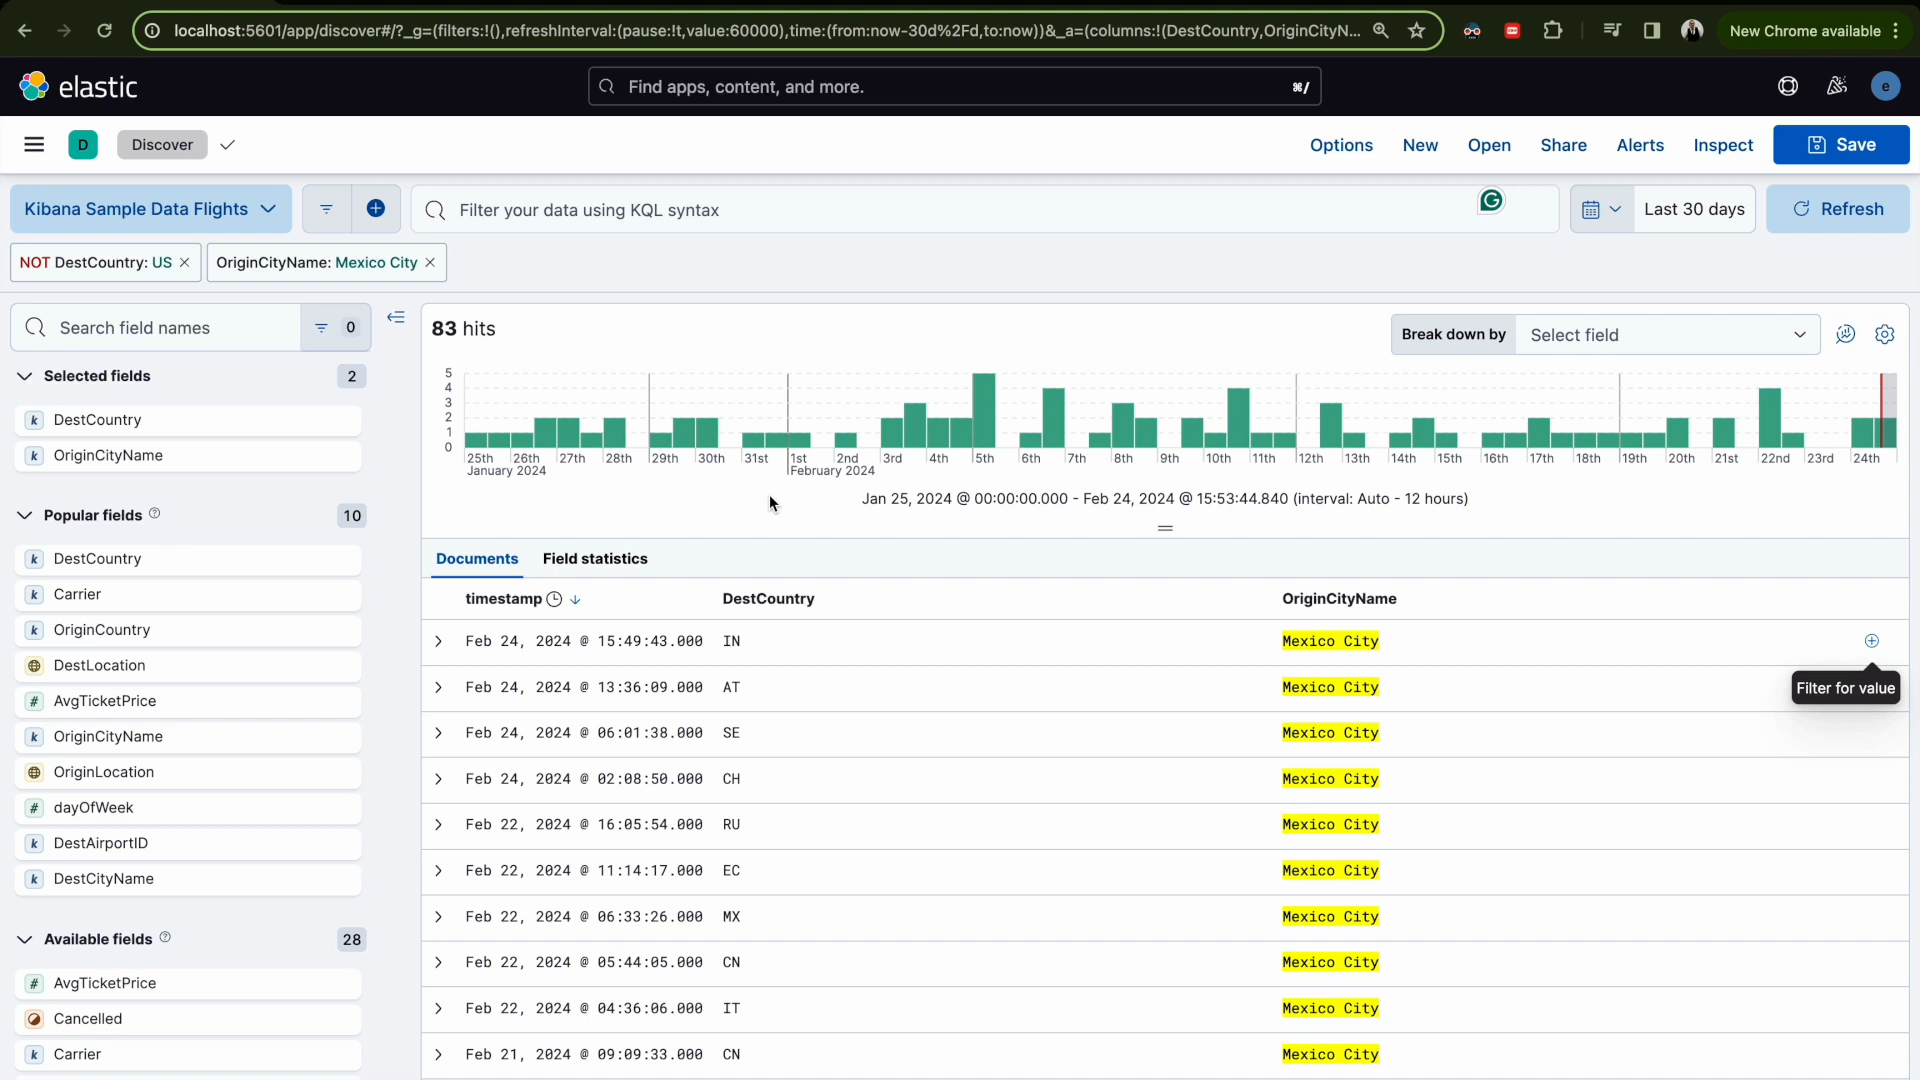 localhost:5601/app/discover#/?_g=(filters:!(),refreshInterval:(pause:!t,value:60000),time:(from:now-30d%2Fd,to:now))&_a=(columns:!(DestCountry,OriginCityN...
New Chrome available
elastic
Find apps, content, and more.
⌘/
e
D
Discover
Options
New
Open
Share
Alerts
Inspect
Save
Kibana Sample Data Flights
Filter your data using KQL syntax
G
Last 30 days
Refresh
NOT DestCountry: US
OriginCityName: Mexico City
Search field names
0
83 hits
Break down by
Select field
Selected fields
2
k DestCountry
k OriginCityName
Popular fields
10
k DestCountry
k Carrier
k OriginCountry
DestLocation
# AvgTicketPrice
k OriginCityName
OriginLocation
# dayOfWeek
k DestAirportID
k DestCityName
Available fields
28
# AvgTicketPrice
Cancelled
k Carrier
5
4
3
2
1
0
25th 26th 27th 28th 29th 30th 31st 1st 2nd 3rd 4th 5th 6th 7th 8th 9th 10th 11th 12th 13th 14th 15th 16th 17th 18th 19th 20th 21st 22nd 23rd 24th
January 2024 February 2024
Jan 25, 2024 @ 00:00:00.000 - Feb 24, 2024 @ 15:53:44.840 (interval: Auto - 12 hours)
Documents
Field statistics
timestamp DestCountry OriginCityName
Feb 24, 2024 @ 15:49:43.000 IN Mexico City
Filter for value
Feb 24, 2024 @ 13:36:09.000 AT Mexico City
Feb 24, 2024 @ 06:01:38.000 SE Mexico City
Feb 24, 2024 @ 02:08:50.000 CH Mexico City
Feb 22, 2024 @ 16:05:54.000 RU Mexico City
Feb 22, 2024 @ 11:14:17.000 EC Mexico City
Feb 22, 2024 @ 06:33:26.000 MX Mexico City
Feb 22, 2024 @ 05:44:05.000 CN Mexico City
Feb 22, 2024 @ 04:36:06.000 IT Mexico City
Feb 21, 2024 @ 09:09:33.000 CN Mexico City